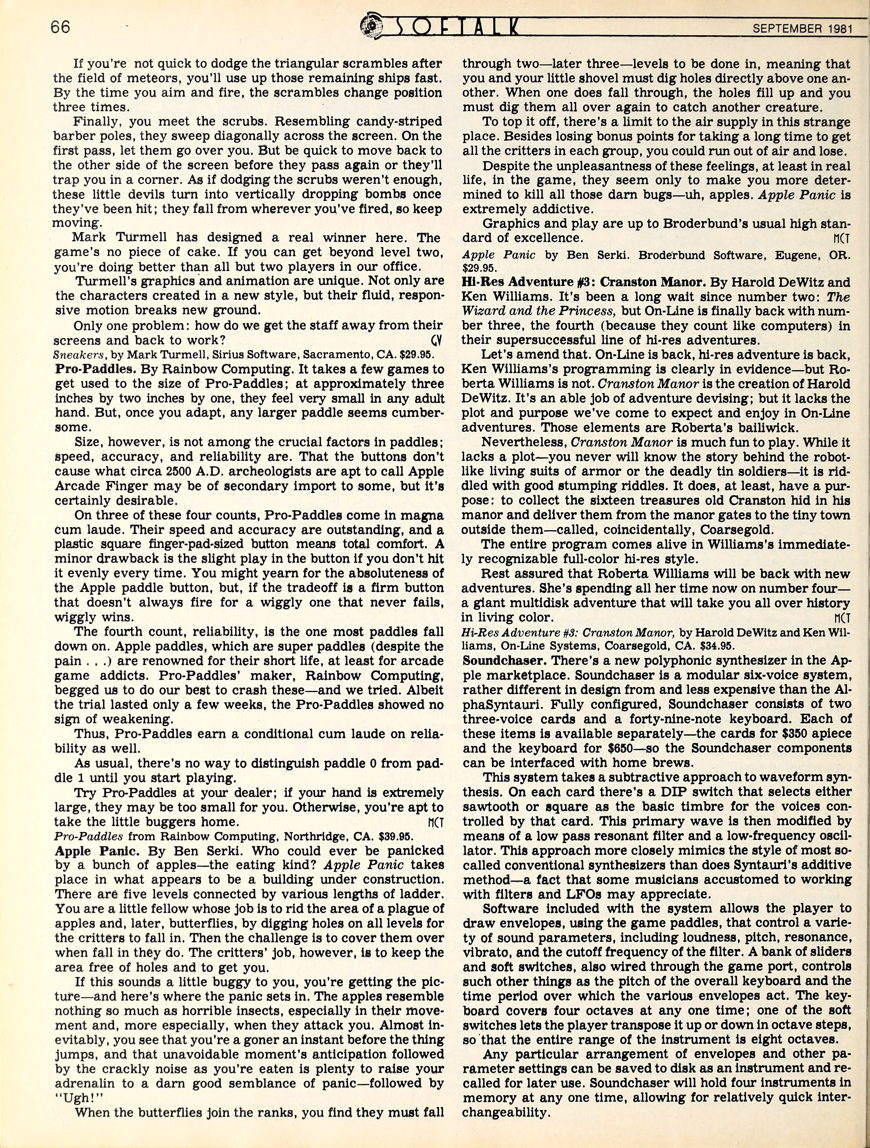 66
SOFTALK
SEPTEMBER 1981
If you're not quick to dodge the triangular scrambles after
the field of meteors, you'll use up those remaining ships fast.
By the time you aim and fire, the scrambles change position
three times.
Finally, you meet the scrubs. Resembling candy-striped
barber poles, they sweep diagonally across the screen. On the
first pass, let them go over you. But be quick to move back to
the other side of the screen before they pass again or they'll
trap you in a corner. As if dodging the scrubs weren't enough,
these little devils turn into vertically dropping bombs once
they've been hit; they fall from wherever you've fired, so keep
moving.
Mark Turmell has designed a real winner here. The
game's no piece of cake. If you can get beyond level two,
you're doing better than all but two players in our office.
Turmell's graphics and animation are unique. Not only are
the characters created in a new style, but their fluid, respon-
sive motion breaks new ground.
Only one problem: how do we get the staff away from their
screens and back to work? CV
Sneakers, by Mark Turmell, Sirius Software, Sacramento, CA. $29.95.
Pro-Paddles. By Rainbow Computing. It takes a few games to
get used to the size of Pro-Paddles; at approximately three
inches by two inches by one, they feel very small in any adult
hand. But, once you adapt, any larger paddle seems cumber-
some.
Size, however, is not among the crucial factors in paddles;
speed, accuracy, and reliability are. That the buttons don't
cause what circa 2500 A.D. archeologists are apt to call Apple
Arcade Finger may be of secondary import to some, but it's
certainly desirable.
On three of these four counts, Pro-Paddles come in magna
cum laude. Their speed and accuracy are outstanding, and a
plastic square finger-pad-sized button means total comfort. A
minor drawback is the slight play in the button if you don't hit
it evenly every time. You might yearn for the absoluteness of
the Apple paddle button, but, if the tradeoff is a firm button
that doesn't always fire for a wiggly one that never fails,
wiggly wins.
The fourth count, reliability, is the one most paddles fall
down on. Apple paddles, which are super paddles (despite the
pain . . .) are renowned for their short life, at least for arcade
game addicts. Pro-Paddles' maker, Rainbow Computing,
begged us to do our best to crash these—and we tried. Albeit
the trial lasted only a few weeks, the Pro-Paddles showed no
sign of weakening.
Thus, Pro-Paddles earn a conditional cum laude on relia-
bility as well.
As usual, there's no way to distinguish paddle 0 from pad-
dle 1 until you start playing.
Try Pro-Paddles at your dealer; if your hand is extremely
large, they may be too small for you. Otherwise, you're apt to
take the little buggers home. MCT
Pro-Paddles from Rainbow Computing, Northridge, CA. $39.95.
Apple Panic. By Ben Serki. Who could ever be panicked
by a bunch of apples—the eating kind? Apple Panic takes
place in what appears to be a building under construction.
There are five levels connected by various lengths of ladder.
You are a little fellow whose job is to rid the area of a plague of
apples and, later, butterflies, by digging holes on all levels for
the critters to fall in. Then the challenge is to cover them over
when fall in they do. The critters' job, however, is to keep the
area free of holes and to get you.
If this sounds a little buggy to you, you're getting the pic-
ture—and here's where the panic sets in. The apples resemble
nothing so much as horrible insects, especially in their move-
ment and, more especially, when they attack you. Almost in-
evitably, you see that you're a goner an instant before the thing
jumps, and that unavoidable moment's anticipation followed
by the crackly noise as you're eaten is plenty to raise your
adrenalin to a darn good semblance of panic—followed by
"Ugh!"
When the butterflies join the ranks, you find they must fall
through two—later three—levels to be done in, meaning that
you and your little shovel must dig holes directly above one an-
other. When one does fall through, the holes fill up and you
must dig them all over again to catch another creature.
To top it off, there's a limit to the air supply in this strange
place. Besides losing bonus points for taking a long time to get
all the critters in each group, you could run out of air and lose.
Despite the unpleasantness of these feelings, at least in real
life, in the game, they seem only to make you more deter-
mined to kill all those darn bugs—uh, apples. Apple Panic is
extremely addictive.
Graphics and play are up to Broderbund's usual high stan-
dard of excellence. MCT
Apple Panic by Ben Serki. Broderbund Software, Eugene, OR.
$29.95.
Hi-Res Adventure #3: Cranston Manor. By Harold DeWitz and
Ken Williams. It's been a long wait since number two: The
Wizard and the Princess, but On-Line is finally back with num-
ber three, the fourth (because they count like computers) in
their supersuccessful line of hi-res adventures.
Let's amend that. On-Line is back, hi-res adventure is back,
Ken Williams's programming is clearly in evidence—but Ro-
berta Williams is not. Cranston Manor is the creation of Harold
DeWitz. It's an able job of adventure devising; but it lacks the
plot and purpose we've come to expect and enjoy in On-Line
adventures. Those elements are Roberta's bailiwick.
Nevertheless, Cranston Manor is much fun to play. While it
lacks a plot—you never will know the story behind the robot-
like living suits of armor or the deadly tin soldiers—it is rid-
dled with good stumping riddles. It does, at least, have a pur-
pose: to collect the sixteen treasures old Cranston hid in his
manor and deliver them from the manor gates to the tiny town
outside them—called, coincidentally, Coarsegold.
The entire program comes alive in Williams's immediate-
ly recognizable full-color hi-res style.
Rest assured that Roberta Williams will be back with new
adventures. She's spending all her time now on number four—
a giant multidisk adventure that will take you all over history
in living color. MCT
Hi-Res Adventure #3: Cranston Manor, by Harold DeWitz and Ken Wil-
liams, On-Line Systems, Coarsegold, CA. $34.95.
Soundchaser. There's a new polyphonic synthesizer in the Ap-
ple marketplace. Soundchaser is a modular six-voice system,
rather different in design from and less expensive than the Al-
phaSyntauri. Fully configured, Soundchaser consists of two
three-voice cards and a forty-nine-note keyboard. Each of
these items is available separately—the cards for $350 apiece
and the keyboard for $650—so the Soundchaser components
can be interfaced with home brews.
This system takes a subtractive approach to waveform syn-
thesis. On each card there's a DIP switch that selects either
sawtooth or square as the basic timbre for the voices con-
trolled by that card. This primary wave is then modified by
means of a low pass resonant filter and a low-frequency oscil-
lator. This approach more closely mimics the style of most so-
called conventional synthesizers than does Syntauri's additive
method—a fact that some musicians accustomed to working
with filters and LFOs may appreciate.
Software included with the system allows the player to
draw envelopes, using the game paddles, that control a varie-
ty of sound parameters, including loudness, pitch, resonance,
vibrato, and the cutoff frequency of the filter. A bank of sliders
and soft switches, also wired through the game port, controls
such other things as the pitch of the overall keyboard and the
time period over which the various envelopes act. The key-
board covers four octaves at any one time; one of the soft
switches lets the player transpose it up or down in octave steps,
so that the entire range of the instrument is eight octaves.
Any particular arrangement of envelopes and other pa-
rameter settings can be saved to disk as an instrument and re-
called for later use. Soundchaser will hold four instruments in
memory at any one time, allowing for relatively quick inter-
changeability.